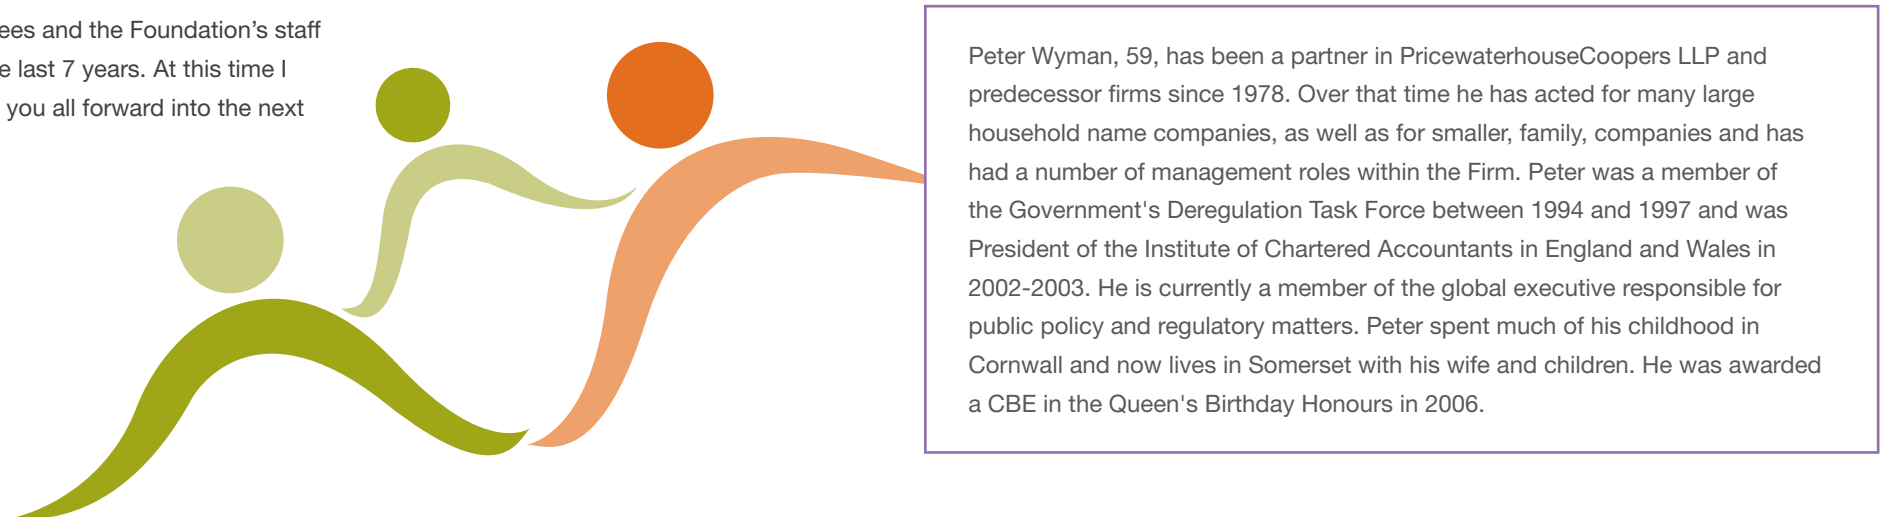 ees and the Foundation’s staff
e last 7 years. At this time I
you all forward into the next
Peter Wyman, 59, has been a partner in PricewaterhouseCoopers LLP and
predecessor firms since 1978. Over that time he has acted for many large
household name companies, as well as for smaller, family, companies and has
had a number of management roles within the Firm. Peter was a member of
the Government's Deregulation Task Force between 1994 and 1997 and was
President of the Institute of Chartered Accountants in England and Wales in
2002-2003. He is currently a member of the global executive responsible for
public policy and regulatory matters. Peter spent much of his childhood in
Cornwall and now lives in Somerset with his wife and children. He was awarded
a CBE in the Queen's Birthday Honours in 2006.